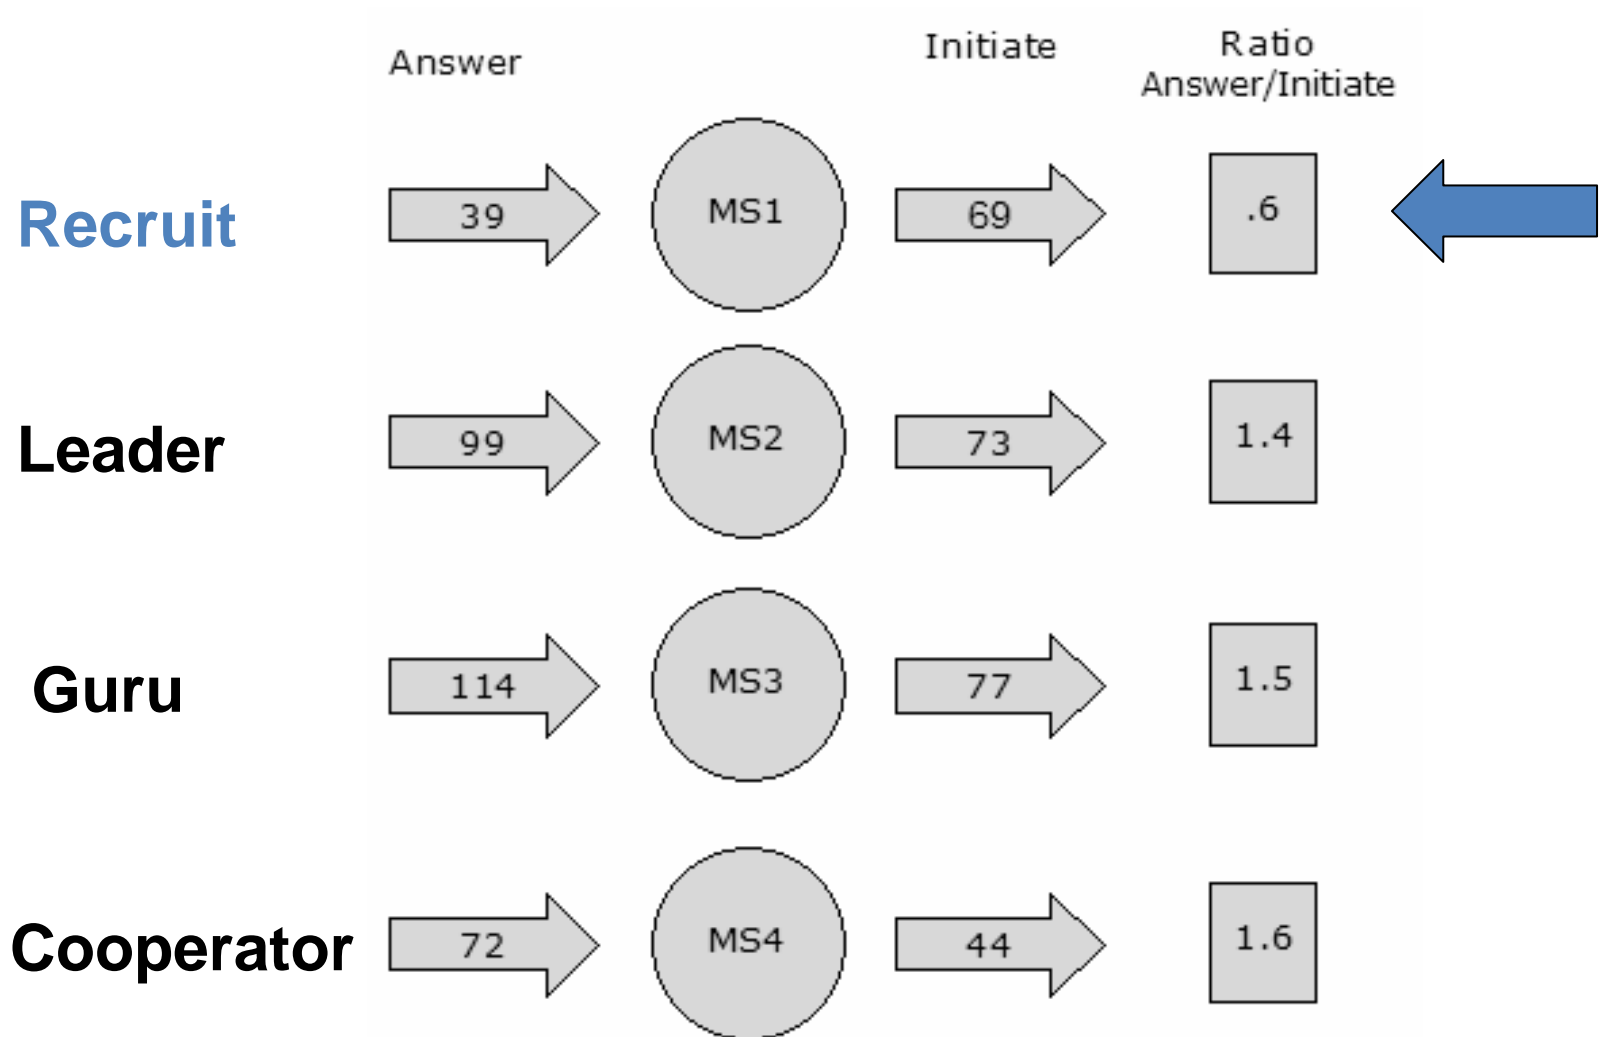 Answer
Initiate
Ratio
Answer/Initiate
Recruit
39
MS1
69
.6
Leader
99
MS2
73
1.4
Guru
114
MS3
77
1.5
Cooperator
72
MS4
44
1.6